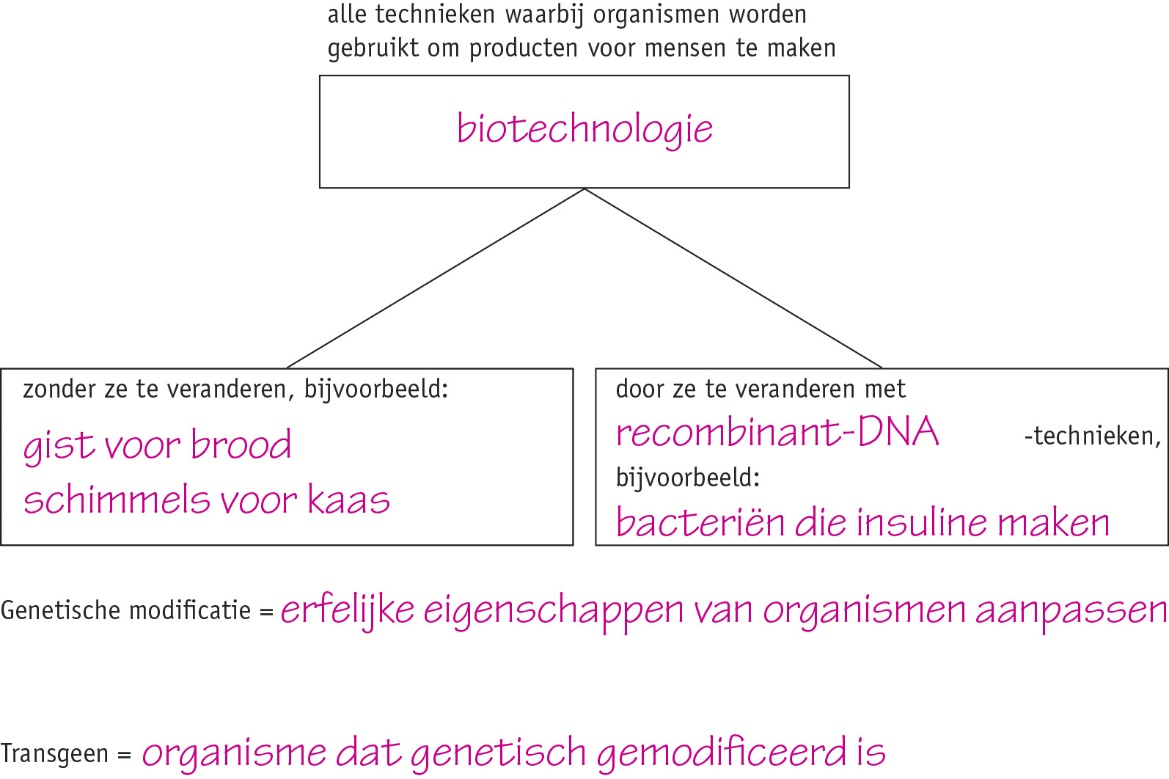 alle technieken waarbij organismen worden
gebruikt om producten voor mensen te maken
biotechnologie
zonder ze te veranderen, bijvoorbeeld:
gist voor brood
schimmels voor kaas
door ze te veranderen met
recombinant-DNA -technieken,
bijvoorbeeld:
bacteriën die insuline maken
Genetische modificatie = erfelijke eigenschappen van organismen aanpassen
Transgeen = organisme dat genetisch gemodificeerd is